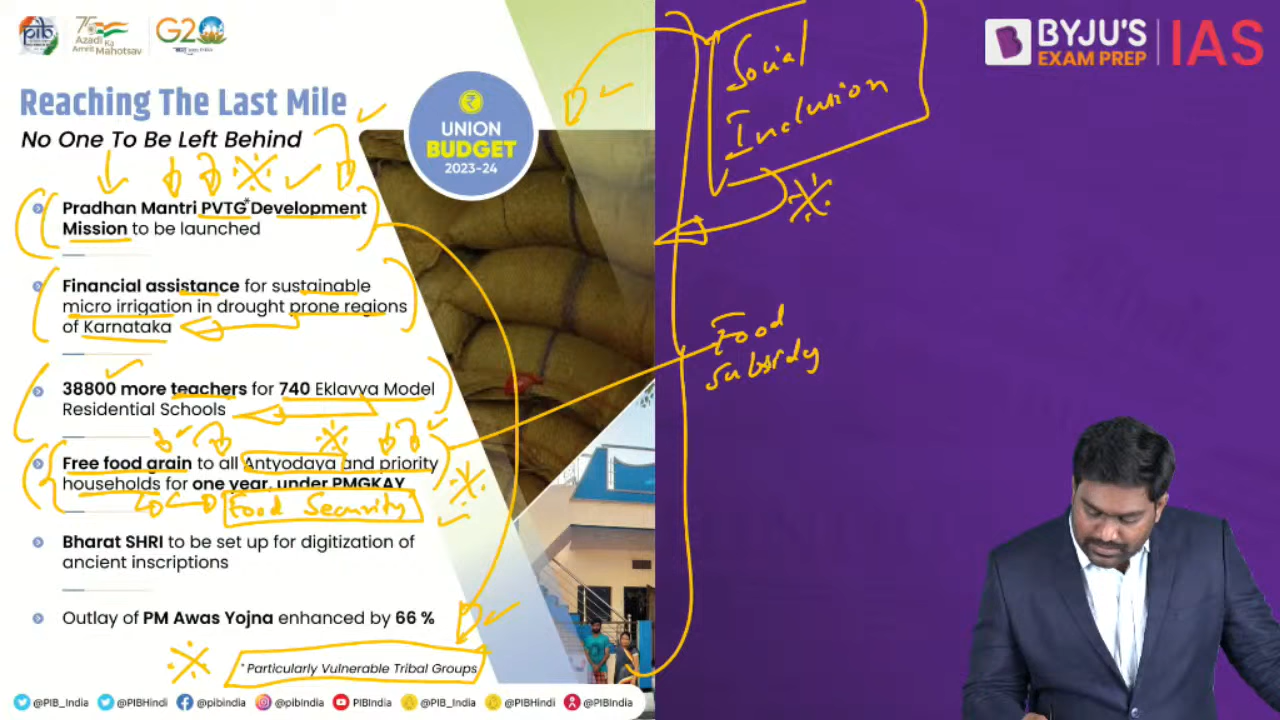 pib
75 Azadi Ka Amrit Mahotsav
G20
Reaching The Last Mile
No One To Be Left Behind
UNION
BUDGET
2023-24
Pradhan Mantri PVTG* Development
Mission to be launched
Financial assistance for sustainable
micro irrigation in drought prone regions
of Karnataka
38800 more teachers for 740 Eklavya Model
Residential Schools
Free food grain to all Antyodaya and priority
households for one year, under PMGKAY
Food Security
Bharat SHRI to be set up for digitization of
ancient inscriptions
Outlay of PM Awas Yojna enhanced by 66 %
*Particularly Vulnerable Tribal Groups
@PIB_India @PIBHindi @pibindia @pibindia PIBIndia @PIB_India @PIBHindi @PIBIndia
Social
Inclusion
Food
subsidy
BYJU'S
EXAM PREP
IAS